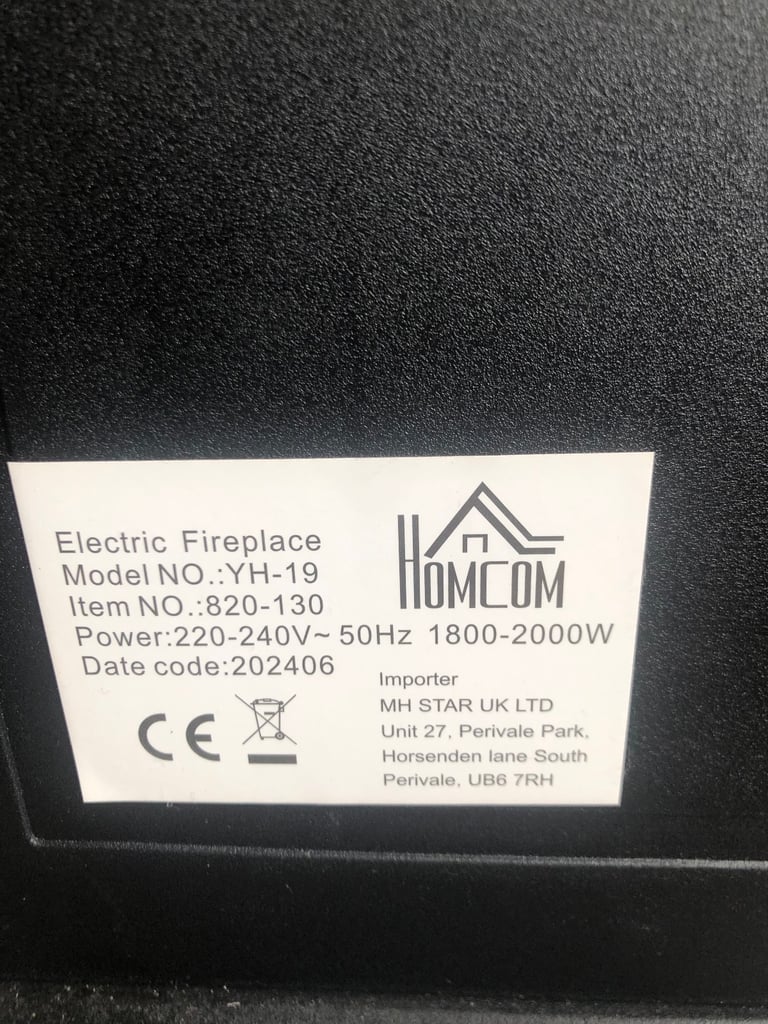 Electric Fireplace
Model NO.:YH-19
Item NO.:820-130
Power:220-240V~ 50Hz 1800-2000W
Date code:202406
CE
HOMCOM
Importer
MH STAR UK LTD
Unit 27, Perivale Park,
Horsenden lane South
Perivale, UB6 7RH